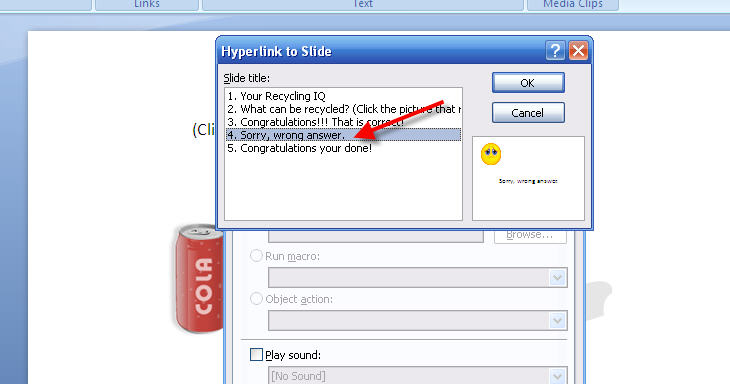 Links Text Media Clips
Hyperlink to Slide
Slide title:
1. Your Recycling IQ
2. What can be recycled? (Click the picture that
3. Congratulations!!! That is correct!
4. Sorry, wrong answer.
5. Congratulations your done!
OK
Cancel
Sorry, wrong answer.
(Cli
COLA
Browse...
Run macro:
Object action:
Play sound:
[No Sound]